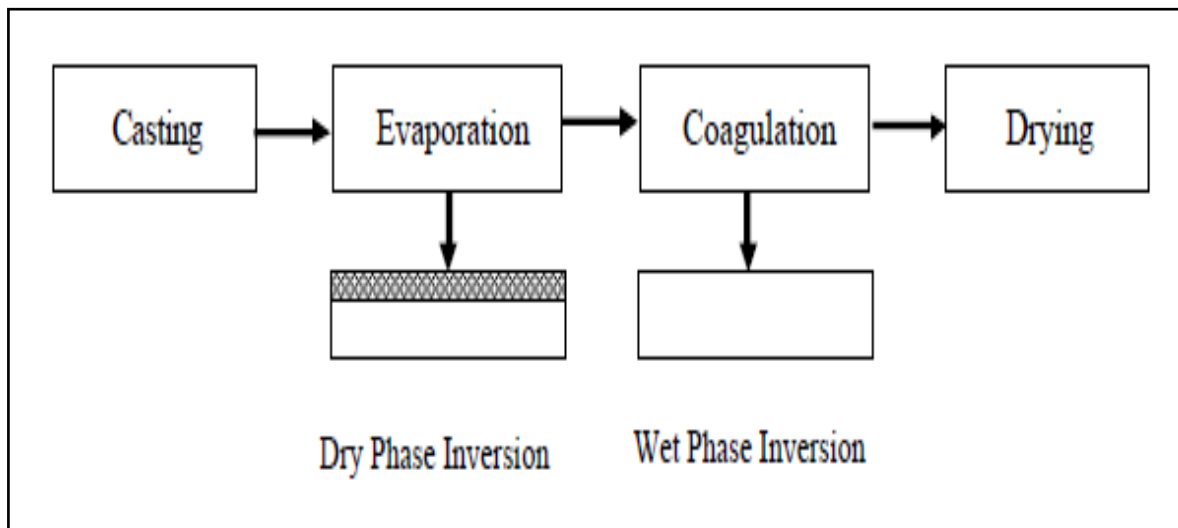 Casting
Evaporation
Coagulation
Drying
Dry Phase Inversion
Wet Phase Inversion